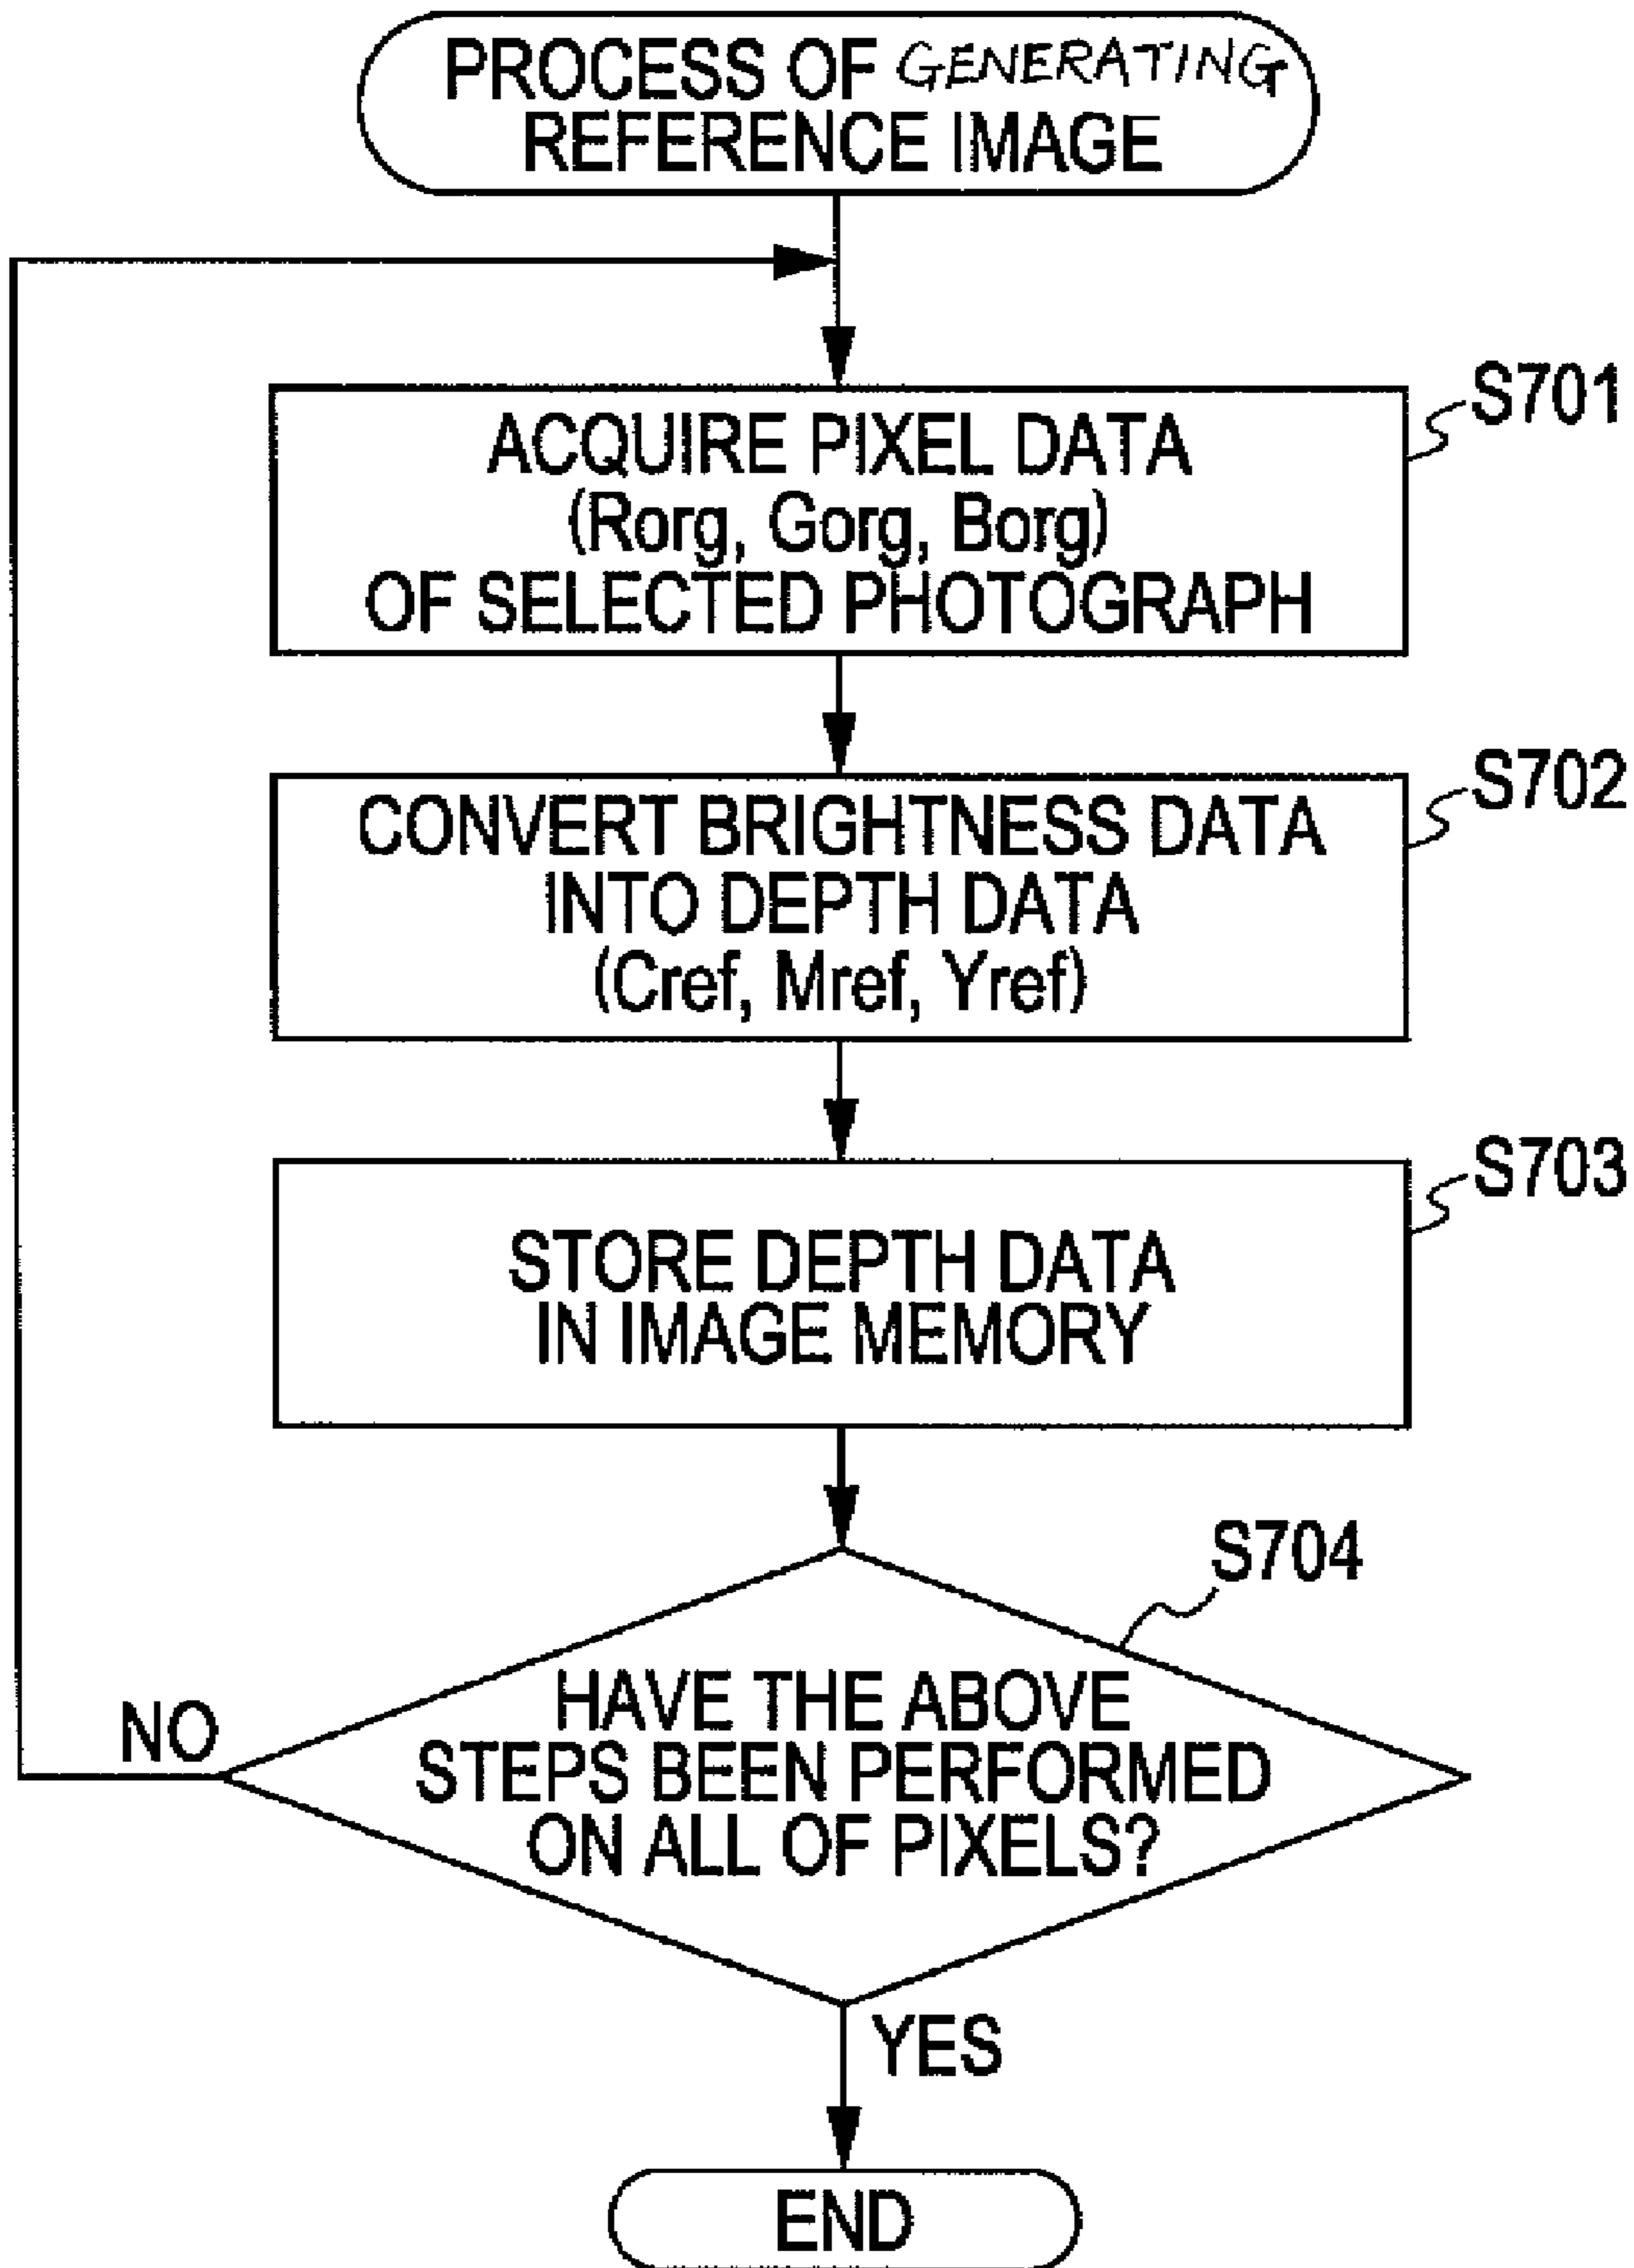 PROCESS OF GENERATING
REFERENCE IMAGE
S701
ACQUIRE PIXEL DATA
(Rorg, Gorg, Borg)
OF SELECTED PHOTOGRAPH
S702
CONVERT BRIGHTNESS DATA
INTO DEPTH DATA
(Cref, Mref, Yref)
S703
STORE DEPTH DATA
IN IMAGE MEMORY
S704
HAVE THE ABOVE
STEPS BEEN PERFORMED
ON ALL OF PIXELS?
NO
YES
END